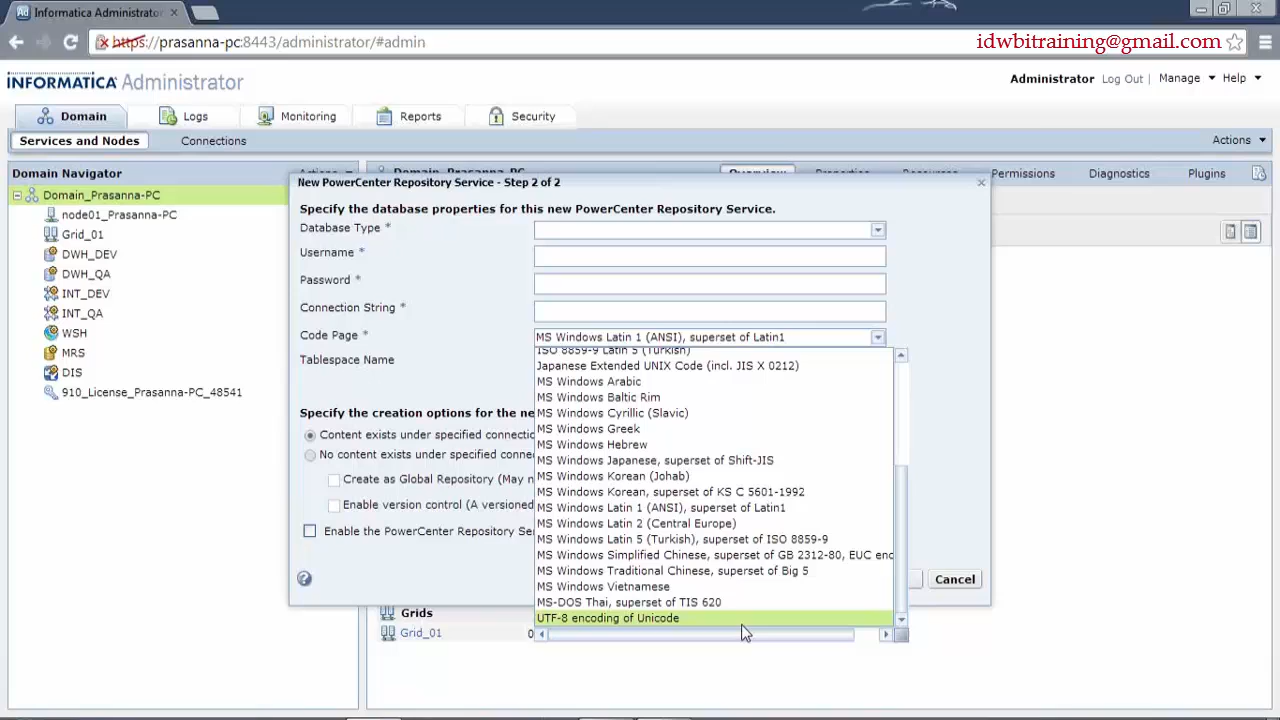 Informatica Administrator
https://prasanna-pc:8443/administrator/#admin
idwbitraining@gmail.com
INFORMATICA Administrator
Administrator Log Out | Manage Help
Domain Logs Monitoring Reports Security
Services and Nodes Connections Actions
Domain Navigator
Domain_Prasanna-PC
node01_Prasanna-PC
Grid_01
DWH_DEV
DWH_QA
INT_DEV
INT_QA
WSH
MRS
DIS
910_License_Prasanna-PC_48541
Permissions Diagnostics Plugins
New PowerCenter Repository Service - Step 2 of 2
Specify the database properties for this new PowerCenter Repository Service.
Database Type *
Username *
Password *
Connection String *
Code Page * MS Windows Latin 1 (ANSI), superset of Latin1
Tablespace Name
ISO 8859-9 Latin 5 (Turkish)
Japanese Extended UNIX Code (incl. JIS X 0212)
MS Windows Arabic
MS Windows Baltic Rim
MS Windows Cyrillic (Slavic)
MS Windows Greek
MS Windows Hebrew
MS Windows Japanese, superset of Shift-JIS
MS Windows Korean (Johab)
MS Windows Korean, superset of KS C 5601-1992
MS Windows Latin 1 (ANSI), superset of Latin1
MS Windows Latin 2 (Central Europe)
MS Windows Latin 5 (Turkish), superset of ISO 8859-9
MS Windows Simplified Chinese, superset of GB 2312-80, EUC enc
MS Windows Traditional Chinese, superset of Big 5
MS Windows Vietnamese
MS-DOS Thai, superset of TIS 620
UTF-8 encoding of Unicode
Specify the creation options for the ne
Content exists under specified connectio
No content exists under specified conne
Create as Global Repository (May n
Enable version control (A versioned
Enable the PowerCenter Repository Se
Cancel
Grids
Grid_01 0